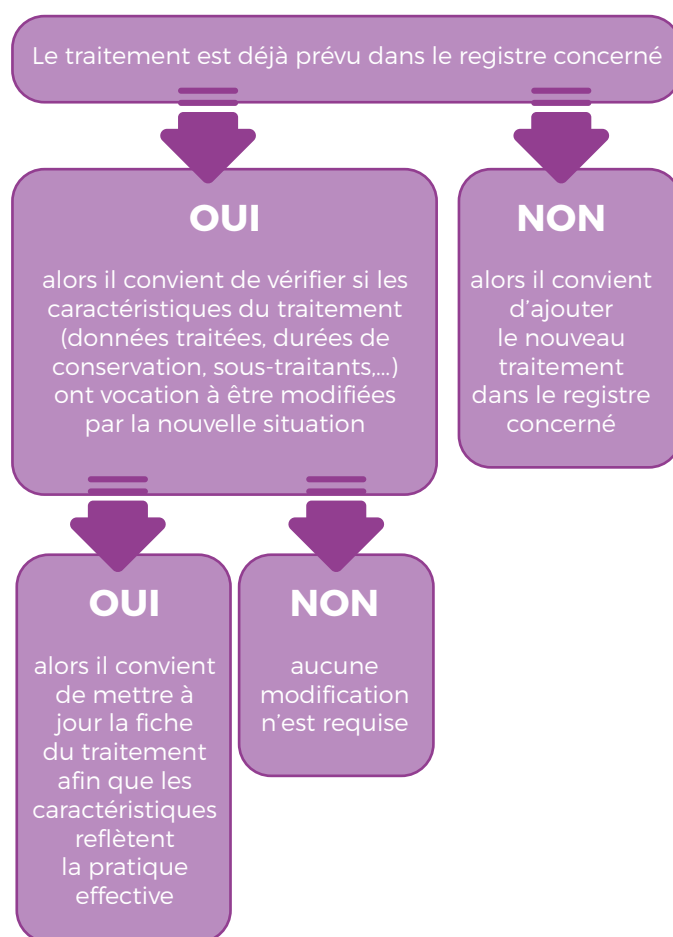 Le traitement est déjà prévu dans le registre concerné
OUI
alors il convient de vérifier si les
caractéristiques du traitement
(données traitées, durées de
conservation, sous-traitants,...)
ont vocation à être modifiées
par la nouvelle situation
NON
alors il convient
d’ajouter
le nouveau
traitement
dans le registre
concerné
OUI
alors il convient
de mettre à
jour la fiche
du traitement
afin que les
caractéristiques
reflètent
la pratique
effective
NON
aucune
modification
n’est requise